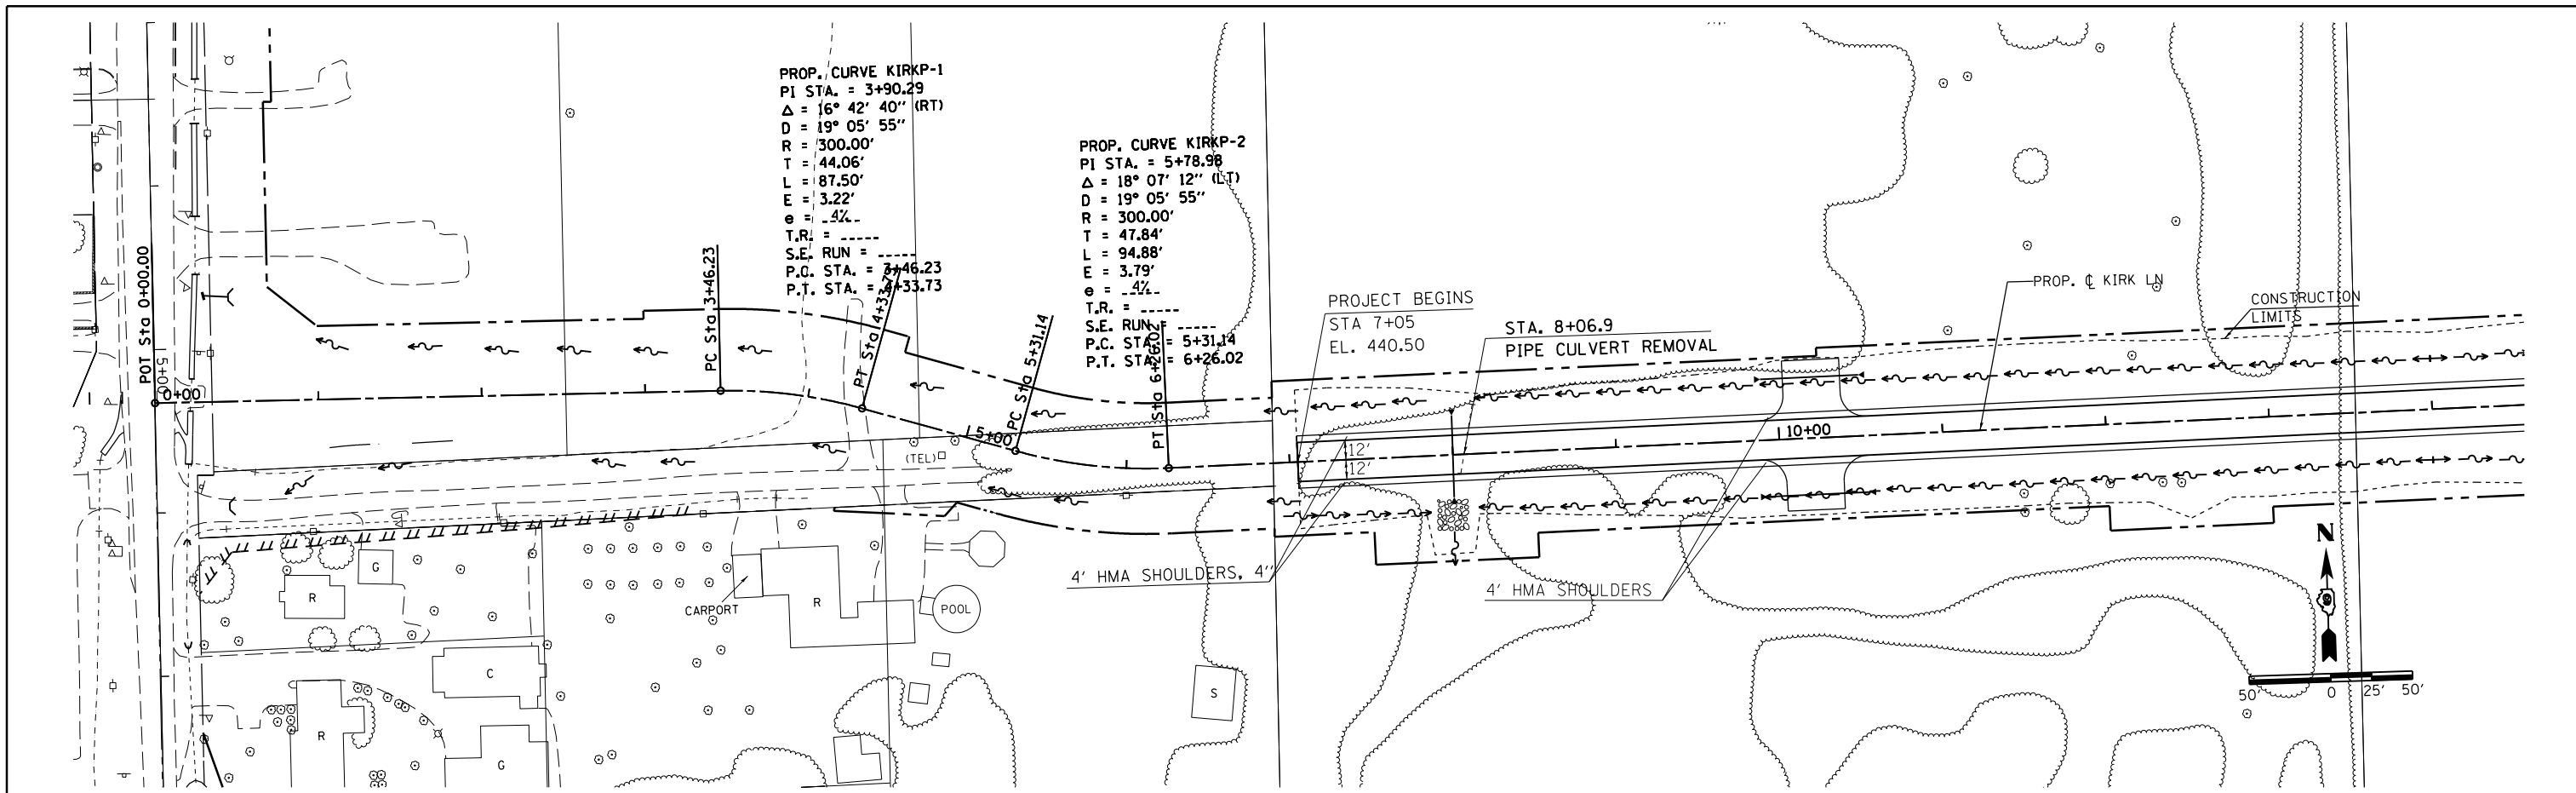 PROP. CURVE KIRKP-1
PI STA. = 3+90.29
Δ = 16° 42' 40'' (RT)
D = 19° 05' 55''
R = 300.00'
T = 44.06'
L = 87.50'
E = 3.22'
e = _4%_
T.R. = -----
S.E. RUN = -----
P.C. STA. = 3+46.23
P.T. STA. = 4+33.73
PROP. CURVE KIRKP-2
PI STA. = 5+78.98
Δ = 18° 07' 12'' (LT)
D = 19° 05' 55''
R = 300.00'
T = 47.84'
L = 94.88'
E = 3.79'
e = _4%_
T.R. = -----
S.E. RUN = -----
P.C. STA. = 5+31.14
P.T. STA. = 6+26.02
POT Sta 0+000.00
50+00
0+00
PC Sta 3+46.23
PT Sta 4+33.73
5+00
PC Sta 5+31.14
PT Sta 6+26.02
PROJECT BEGINS
STA 7+05
EL. 440.50
STA. 8+06.9
PIPE CULVERT REMOVAL
PROP. ℄ KIRK LN
CONSTRUCTION
LIMITS
10+00
12'
12'
(TEL)
4' HMA SHOULDERS, 4''
4' HMA SHOULDERS
CARPORT
POOL
G
R
R
C
R
G
S
N
50' 0 25' 50'